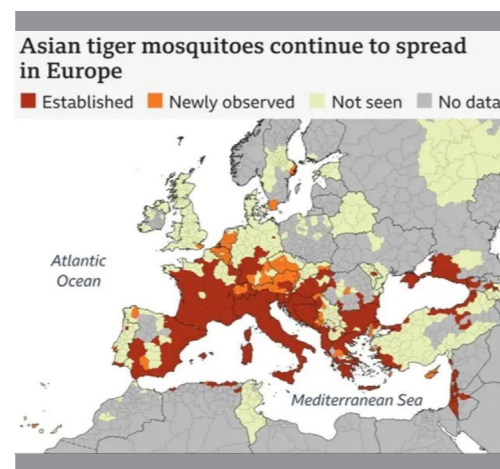 Asian tiger mosquitoes continue to spread
in Europe
Established Newly observed Not seen No data
Atlantic
Ocean
Mediterranean Sea